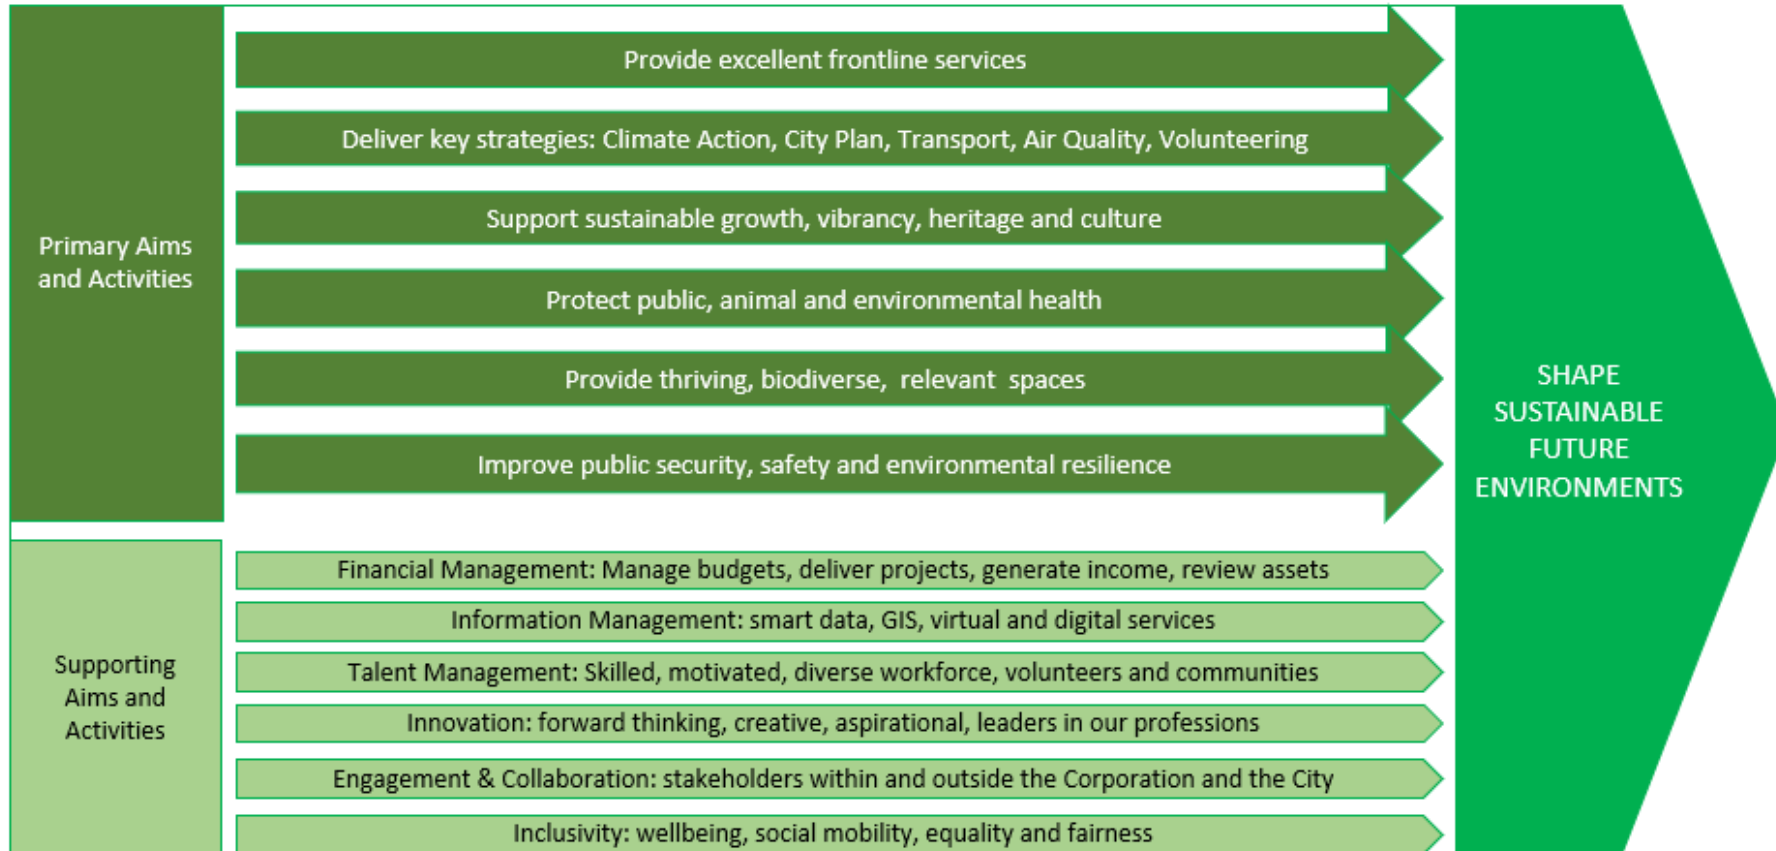 Primary Aims
and Activities
Provide excellent frontline services
Deliver key strategies: Climate Action, City Plan, Transport, Air Quality, Volunteering
Support sustainable growth, vibrancy, heritage and culture
Protect public, animal and environmental health
Provide thriving, biodiverse, relevant spaces
Improve public security, safety and environmental resilience
Supporting
Aims and
Activities
Financial Management: Manage budgets, deliver projects, generate income, review assets
Information Management: smart data, GIS, virtual and digital services
Talent Management: Skilled, motivated, diverse workforce, volunteers and communities
Innovation: forward thinking, creative, aspirational, leaders in our professions
Engagement & Collaboration: stakeholders within and outside the Corporation and the City
Inclusivity: wellbeing, social mobility, equality and fairness
SHAPE
SUSTAINABLE
FUTURE
ENVIRONMENTS